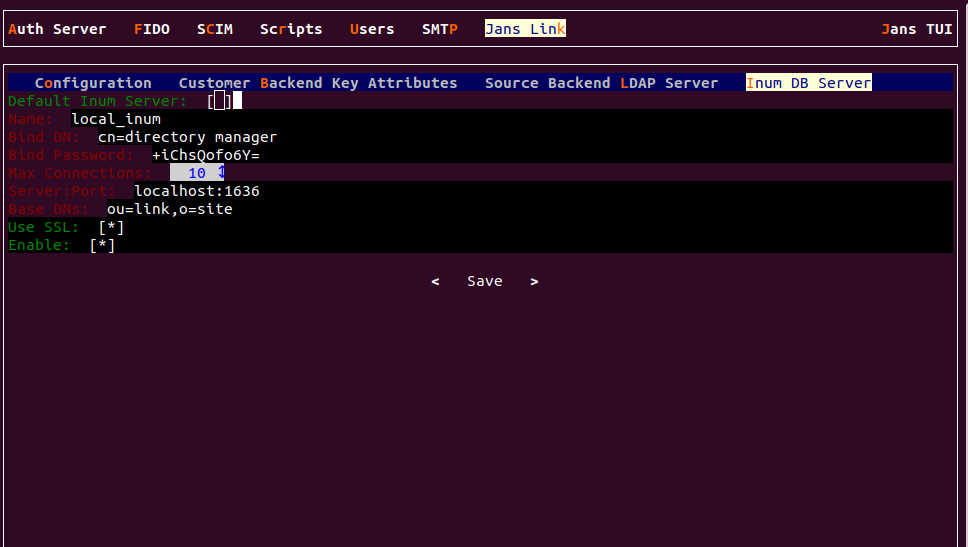 Auth Server FIDO SCIM Scripts Users SMTP Jans Link Jans TUI
Configuration Customer Backend Key Attributes Source Backend LDAP Server Inum DB Server
Default Inum Server: [ ]
Name: local_inum
Bind DN: cn=directory manager
Bind Password: +iChsQofo6Y=
Max Connections: 10 ↕
Server:Port: localhost:1636
Base DNs: ou=link,o=site
Use SSL: [*]
Enable: [*]
< Save >